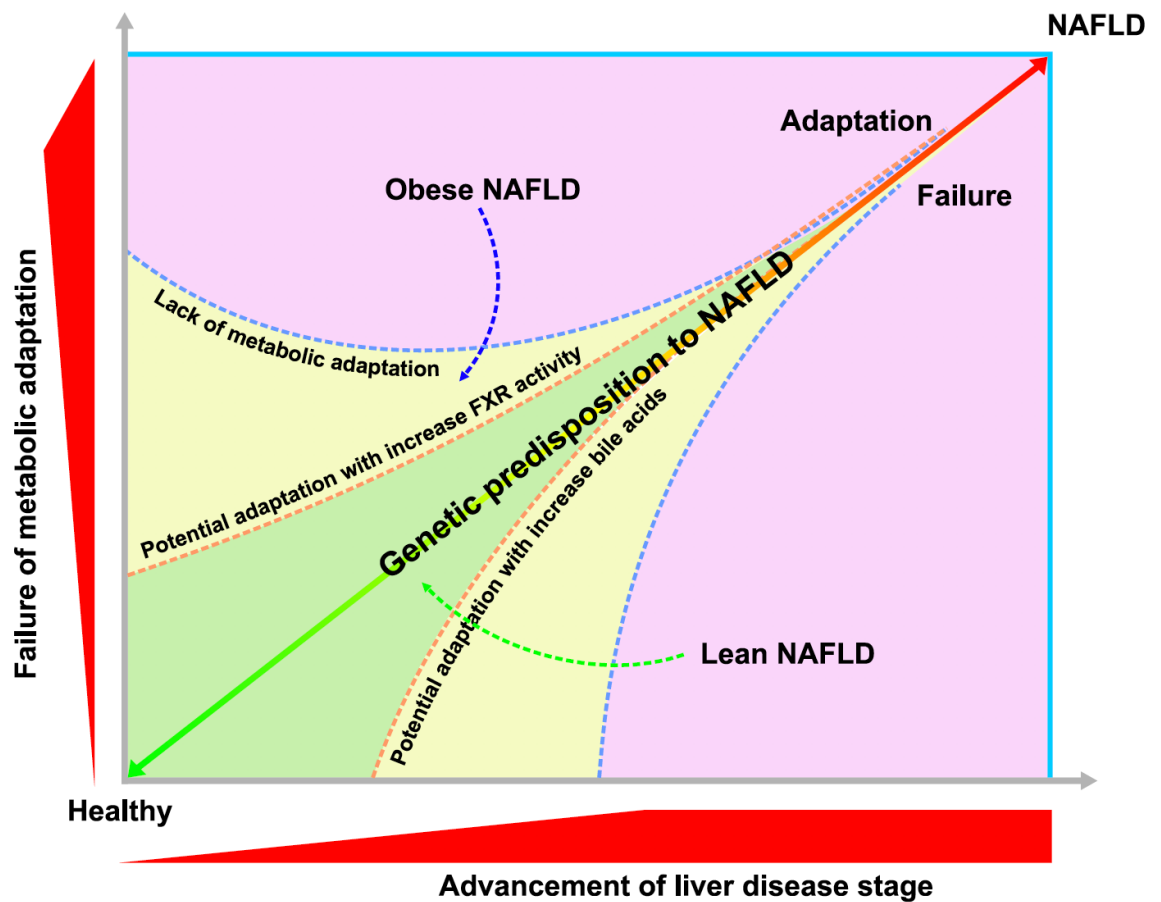 NAFLD
Adaptation
Obese NAFLD
Failure
Lack of metabolic adaptation
Potential adaptation with increase FXR activity
Genetic predisposition to NAFLD
Potential adaptation with increase bile acids
Lean NAFLD
Failure of metabolic adaptation
Healthy
Advancement of liver disease stage